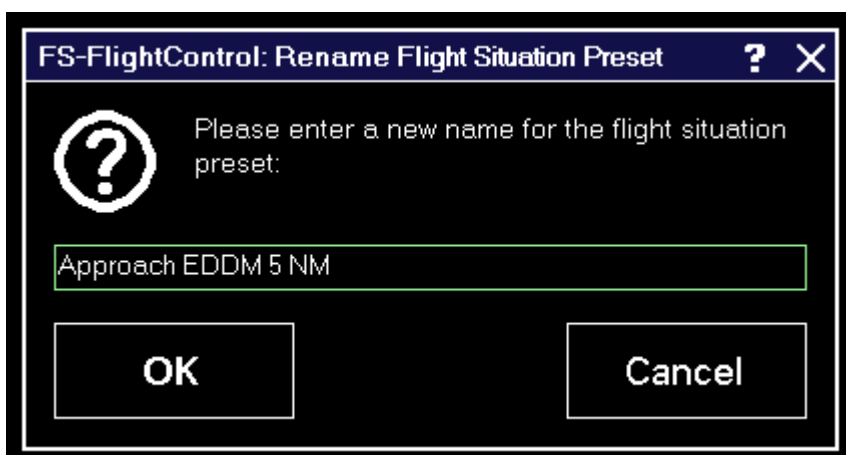 FS-FlightControl: Rename Flight Situation Preset ? X
Please enter a new name for the flight situation
preset:
Approach EDDM 5 NM
OK Cancel